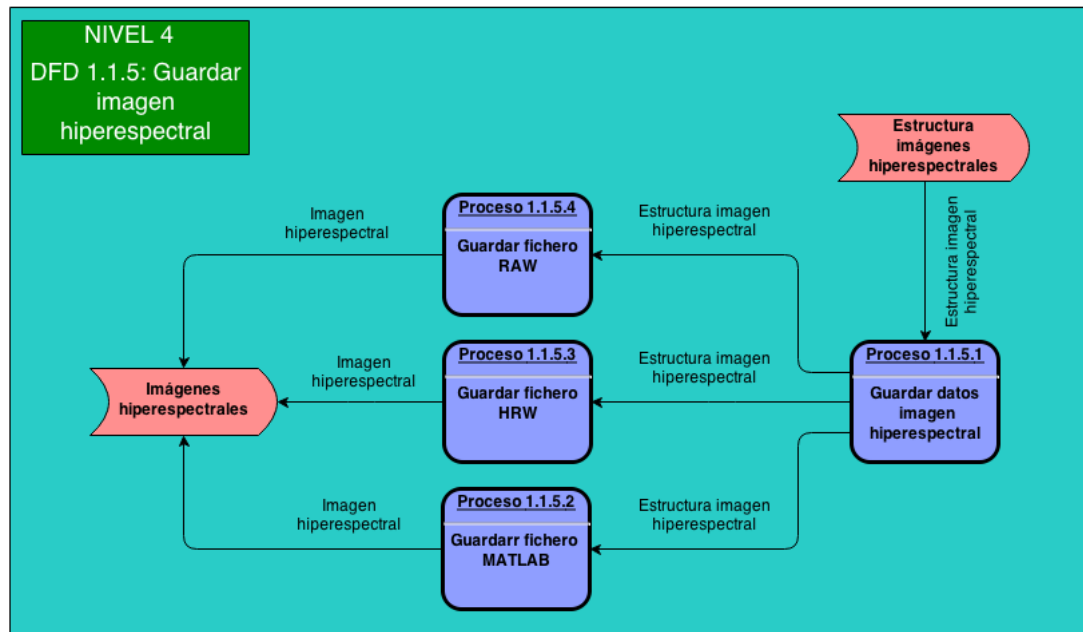 NIVEL 4
DFD 1.1.5: Guardar
imagen
hiperespectral
Estructura
imágenes
hiperespectrales
Estructura imagen
hiperespectral
Proceso 1.1.5.4
Guardar fichero
RAW
Imagen
hiperespectral
Estructura imagen
hiperespectral
Proceso 1.1.5.1
Guardar datos
imagen
hiperespectral
Proceso 1.1.5.3
Guardar fichero
HRW
Imagen
hiperespectral
Estructura imagen
hiperespectral
Imágenes
hiperespectrales
Proceso 1.1.5.2
Guardarr fichero
MATLAB
Imagen
hiperespectral
Estructura imagen
hiperespectral